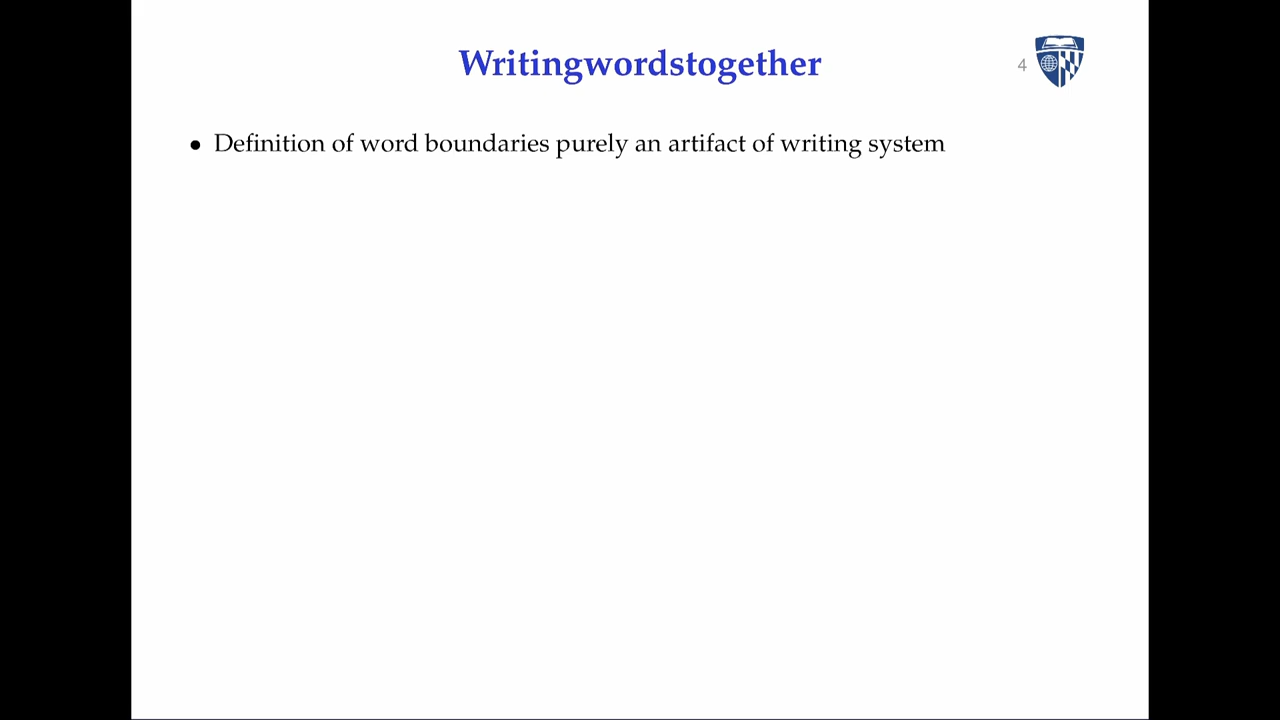 Writingwordstogether
4
• Definition of word boundaries purely an artifact of writing system